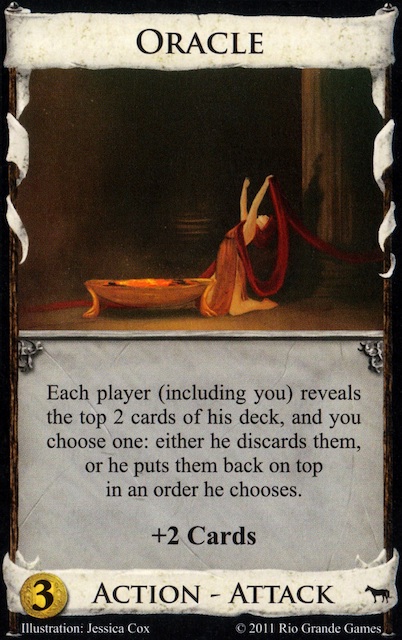 ORACLE
Each player (including you) reveals
the top 2 cards of his deck, and you
choose one: either he discards them,
or he puts them back on top
in an order he chooses.
+2 Cards
3 ACTION - ATTACK
Illustration: Jessica Cox © 2011 Rio Grande Games